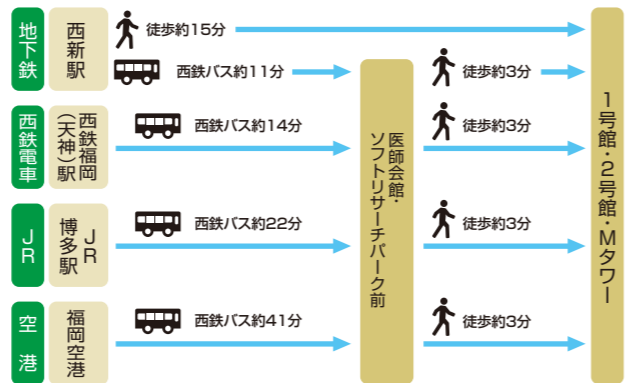 地下鉄
西新駅
徒歩約15分
西鉄バス約11分
徒歩約3分
西鉄電車
西鉄福岡
(天神)駅
西鉄バス約14分
徒歩約3分
JR
JR
博多駅
西鉄バス約22分
徒歩約3分
空港
福岡空港
西鉄バス約41分
徒歩約3分
医師会館・
ソフトリサーチパーク前
1号館・2号館・Mタワー